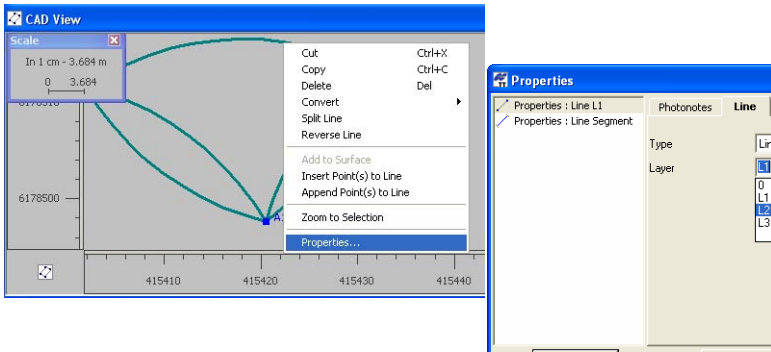 CAD View
Scale
In 1 cm - 3.684 m
0 3.684
6178500
A
415410 415420 415430 415440
Cut Ctrl+X
Copy Ctrl+C
Delete Del
Convert
Split Line
Reverse Line
Add to Surface
Insert Point(s) to Line
Append Point(s) to Line
Zoom to Selection
Properties...
Properties
Properties : Line L1
Properties : Line Segment
Photonotes Line
Type
Layer L1
0
L1
L2
L3